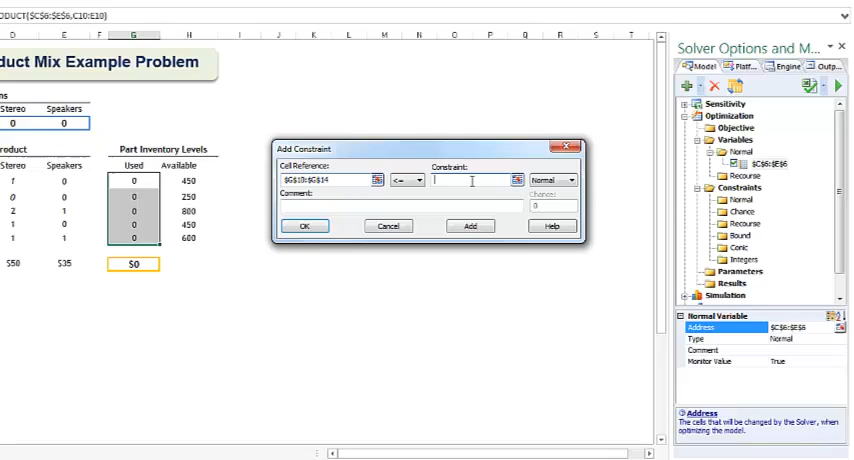 ODUCT($C$6:$E$6,C10:E10)
D E F G H I J K L M N O P Q R S T
duct Mix Example Problem
ns
Stereo Speakers
0 0
roduct Part Inventory Levels
Stereo Speakers Used Available
1 0 0 450
0 0 0 250
2 1 0 800
1 0 0 450
1 1 0 600
$50 $35 $0
Add Constraint
Cell Reference: Constraint:
$G$10:$G$14 <= Normal
Comment: Chance:
0
OK Cancel Add Help
Solver Options and M...
Model Platf... Engine Outp...
Sensitivity
Optimization
Objective
Variables
Normal
$C$6:$E$6
Recourse
Constraints
Normal
Chance
Recourse
Bound
Conic
Integers
Parameters
Results
Simulation
Normal Variable
Address $C$6:$E$6
Type Normal
Comment
Monitor Value True
Address
The cells that will be changed by the Solver, when
optimizing the model.